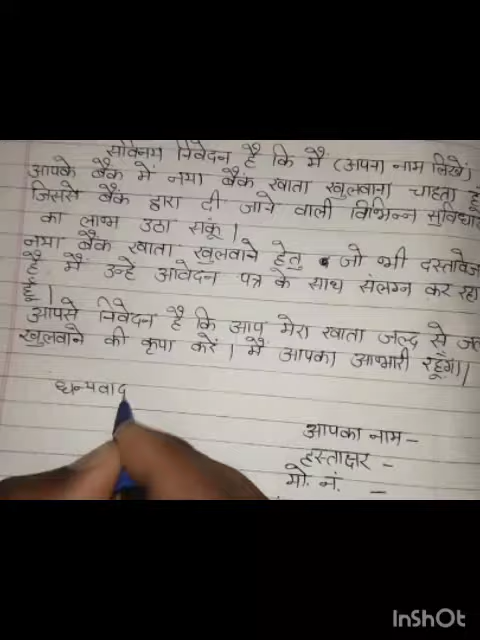 सविनय निवेदन है कि मैं (अपना नाम लिखें)
आपके बैंक में नया बैंक खाता खुलवाना चाहता हूँ
जिससे बैंक द्वारा दी जाने वाली विभिन्न सुविधाओं
का लाभ उठा सकूं।
नया बैंक खाता खुलवाने हेतु जो भी दस्तावेज
है मैं उन्हें आवेदन पत्र के साथ संलग्न कर रहा
हूँ।
आपसे निवेदन है कि आप मेरा खाता जल्द से
खुलवाने की कृपा करें। मैं आपका आभारी रहूँगा।
धन्यवाद
आपका नाम -
हस्ताक्षर -
मो. नं. -
InShOt